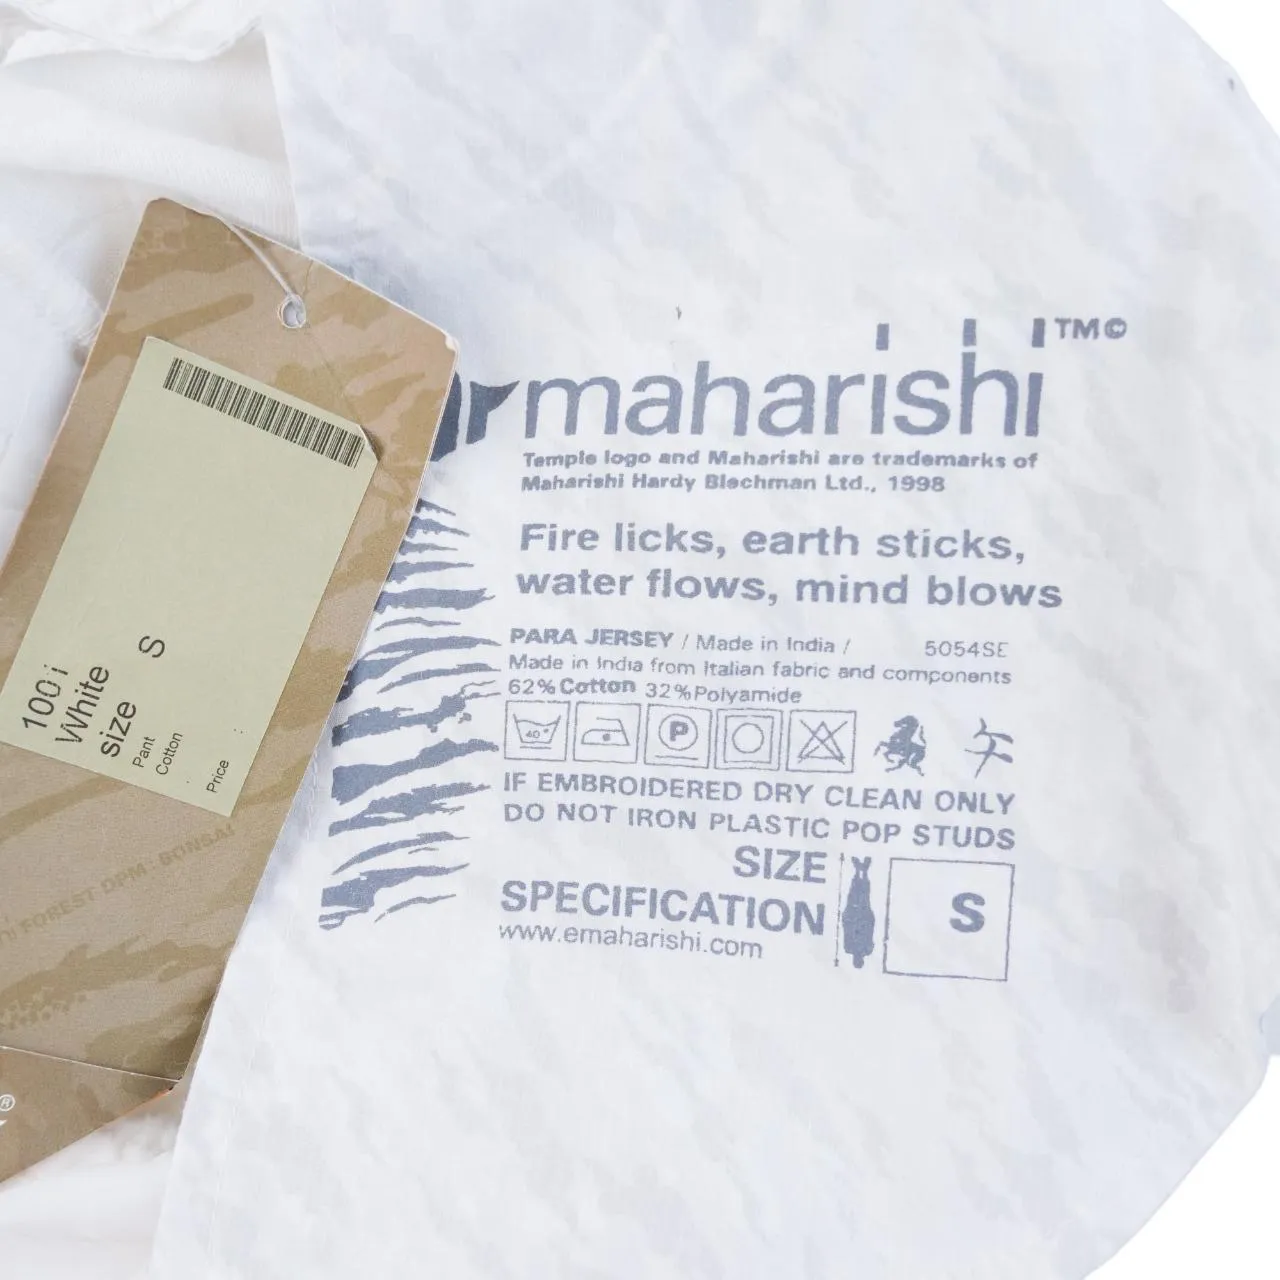 maharishi TM©
Temple logo and Maharishi are trademarks of
Maharishi Hardy Blechman Ltd., 1998
Fire licks, earth sticks,
water flows, mind blows
PARA JERSEY / Made in India / 5054SE
Made in India from Italian fabric and components
62%Cotton 32%Polyamide
40°
P
IF EMBROIDERED DRY CLEAN ONLY
DO NOT IRON PLASTIC POP STUDS
SIZE
SPECIFICATION
S
www.emaharishi.com
100 i
White
size S
Pant
Cotton
Price
FOREST DPM : BONSAI
®